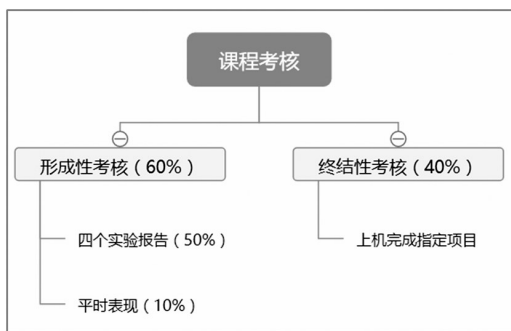 课程考核
形成性考核（60%）
终结性考核（40%）
四个实验报告（50%）
上机完成指定项目
平时表现（10%）